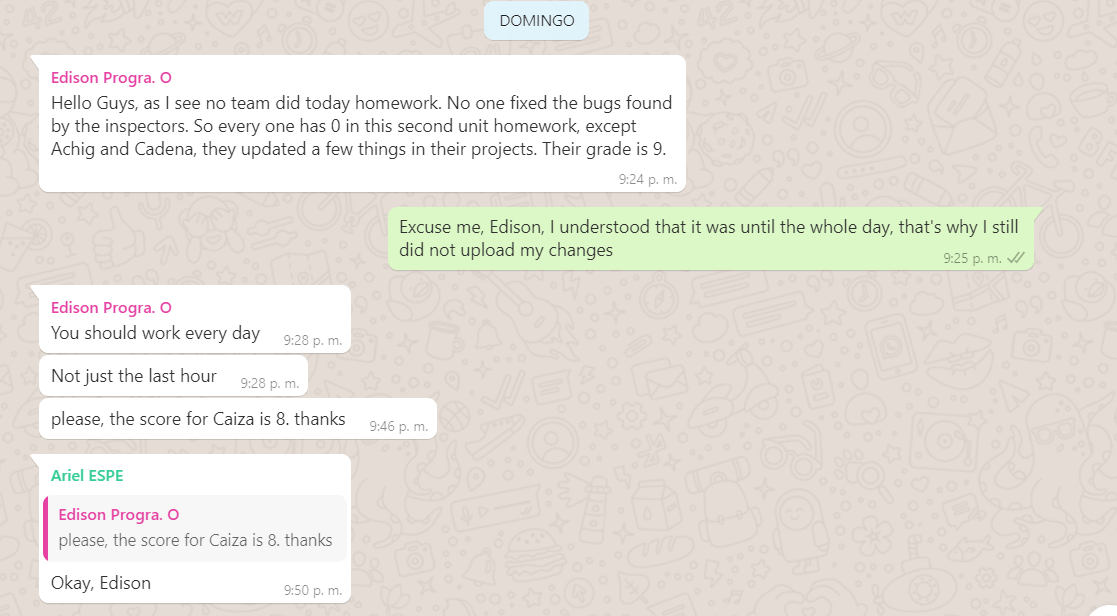 DOMINGO
Edison Progra. O
Hello Guys, as I see no team did today homework. No one fixed the bugs found
by the inspectors. So every one has 0 in this second unit homework, except
Achig and Cadena, they updated a few things in their projects. Their grade is 9.
9:24 p. m.
Excuse me, Edison, I understood that it was until the whole day, that's why I still
did not upload my changes
9:25 p. m.
Edison Progra. O
You should work every day
9:28 p. m.
Not just the last hour
9:28 p. m.
please, the score for Caiza is 8. thanks
9:46 p. m.
Ariel ESPE
Edison Progra. O
please, the score for Caiza is 8. thanks
Okay, Edison
9:50 p. m.